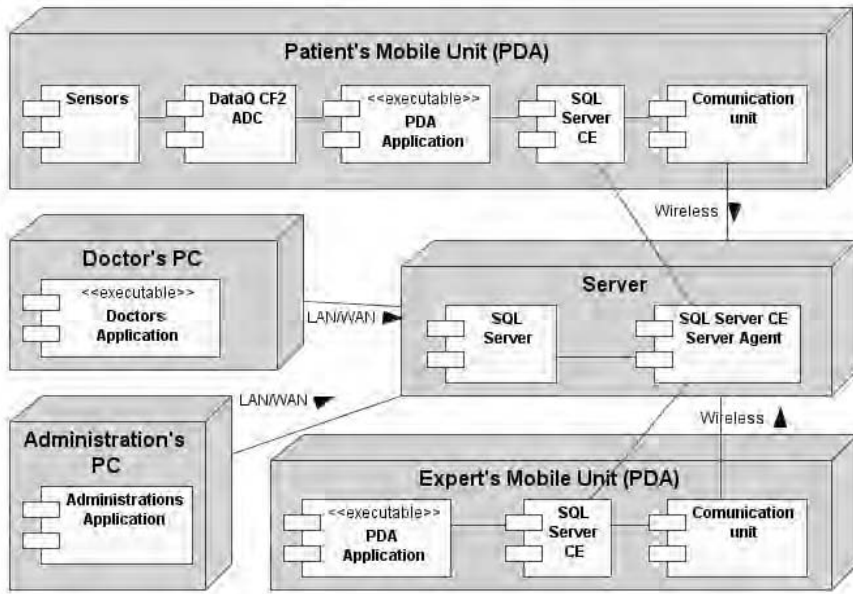 Patient's Mobile Unit (PDA)
Sensors
DataQ CF2
ADC
<<executable>>
PDA
Application
SQL
Server
CE
Comunication
unit
Wireless
Doctor's PC
<<executable>>
Doctors
Application
LAN/WAN
Server
SQL
Server
SQL Server CE
Server Agent
LAN/WAN
Wireless
Administration's
PC
Administrations
Application
Expert's Mobile Unit (PDA)
<<executable>>
PDA
Application
SQL
Server
CE
Comunication
unit